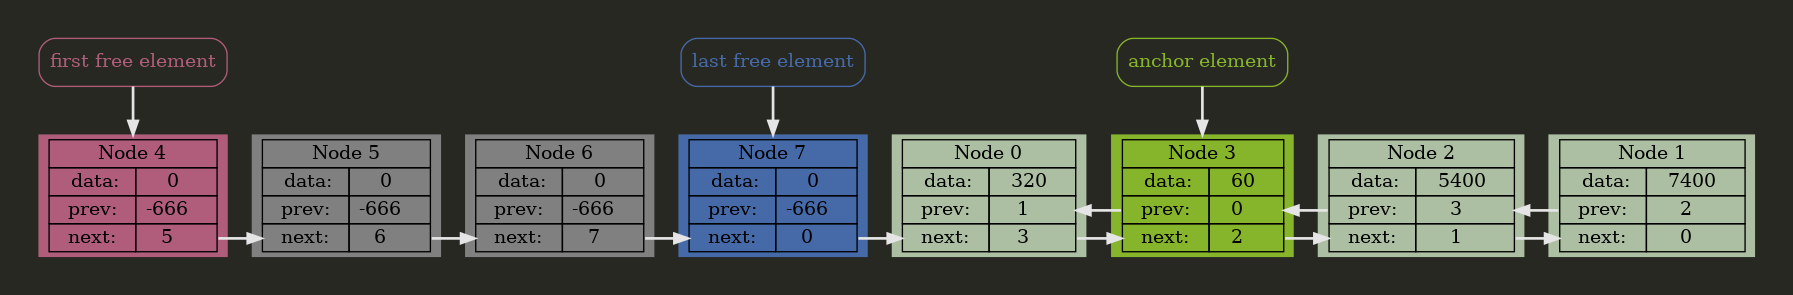 first free element
last free element
anchor element
Node 4
data: 0
prev: -666
next: 5
Node 5
data: 0
prev: -666
next: 6
Node 6
data: 0
prev: -666
next: 7
Node 7
data: 0
prev: -666
next: 0
Node 0
data: 320
prev: 1
next: 3
Node 3
data: 60
prev: 0
next: 2
Node 2
data: 5400
prev: 3
next: 1
Node 1
data: 7400
prev: 2
next: 0